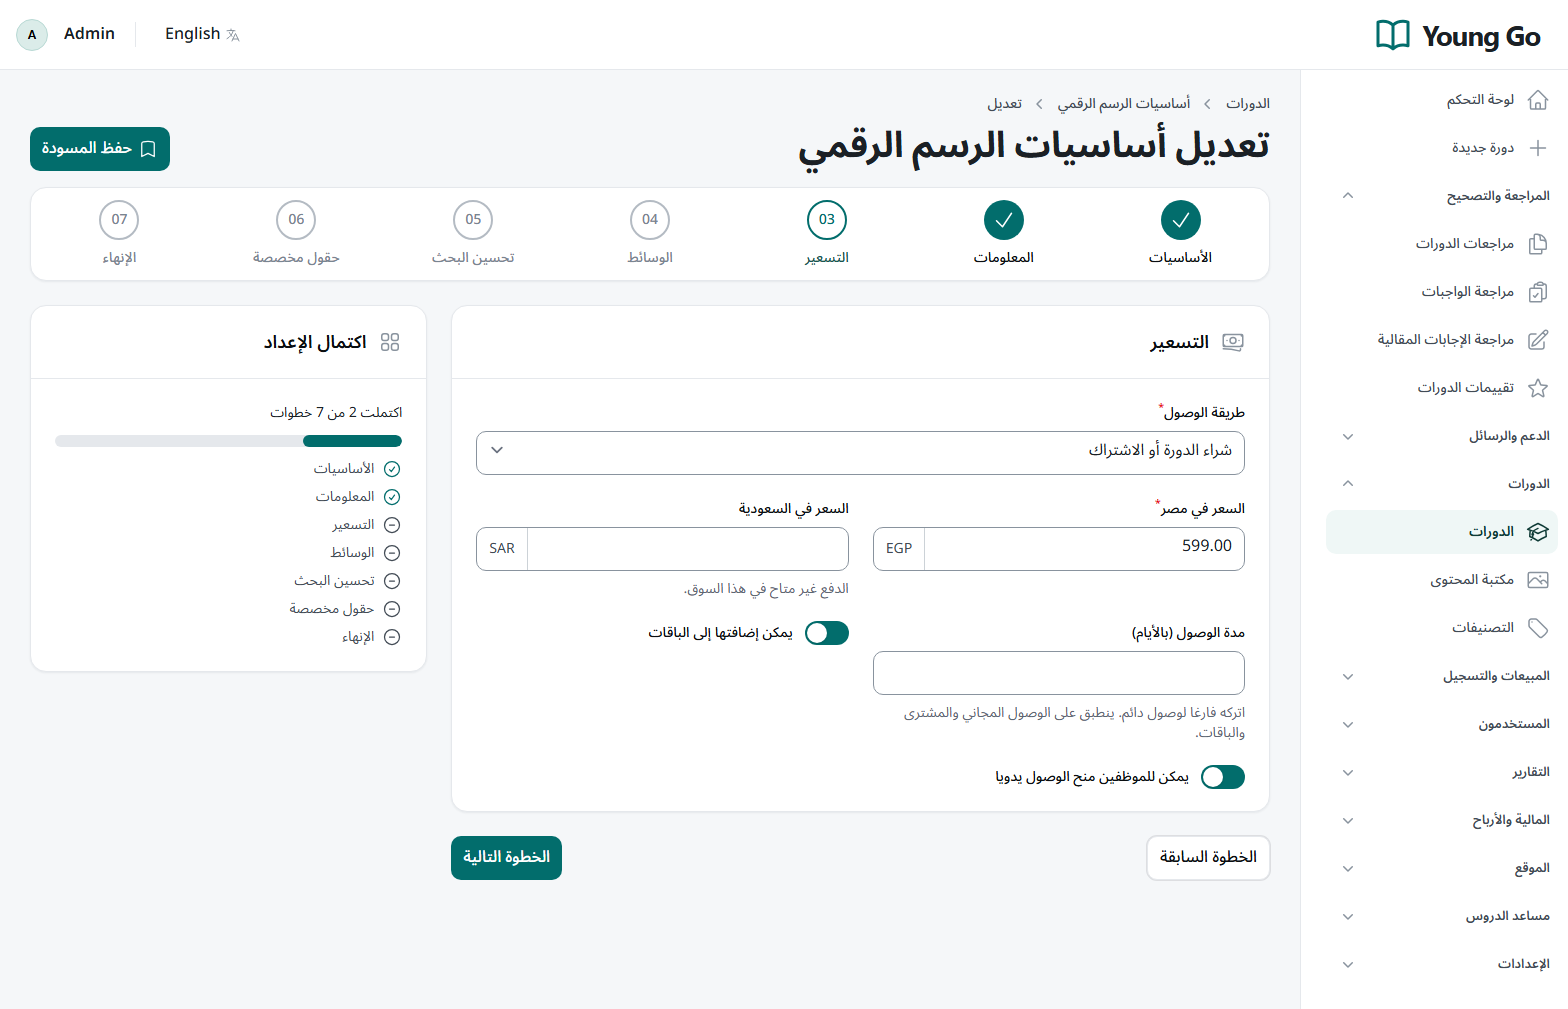 Young Go
English
Admin
A
لوحة التحكم
دورة جديدة
المراجعة والتصحيح
مراجعات الدورات
مراجعة الواجبات
مراجعة الإجابات المقالية
تقييمات الدورات
الدعم والرسائل
الدورات
الدورات
مكتبة المحتوى
التصنيفات
المبيعات والتسجيل
المستخدمون
التقارير
المالية والأرباح
الموقع
مساعد الدروس
الإعدادات
الدورات
أساسيات الرسم الرقمي
تعديل
تعديل أساسيات الرسم الرقمي
حفظ المسودة
الأساسيات
المعلومات
03
التسعير
04
الوسائط
05
تحسين البحث
06
حقول مخصصة
07
الإنهاء
التسعير
طريقة الوصول*
شراء الدورة أو الاشتراك
السعر في مصر*
599.00
EGP
السعر في السعودية
SAR
الدفع غير متاح في هذا السوق.
مدة الوصول (بالأيام)
اتركه فارغا لوصول دائم. ينطبق على الوصول المجاني والمشترى
والباقات.
يمكن إضافتها إلى الباقات
يمكن للموظفين منح الوصول يدويا
الخطوة السابقة
الخطوة التالية
اكتمال الإعداد
اكتملت 2 من 7 خطوات
الأساسيات
المعلومات
التسعير
الوسائط
تحسين البحث
حقول مخصصة
الإنهاء